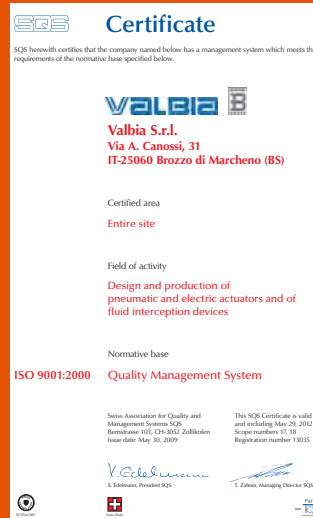 SQS Certificate
SQS herewith certifies that the company named below has a management system which meets the
requirements of the normative base specified below.
VALBIA B
Valbia S.r.l.
Via A. Canossi, 31
IT-25060 Brozzo di Marcheno (BS)
Certified area
Entire site
Field of activity
Design and production of
pneumatic and electric actuators and of
fluid interception devices
Normative base
ISO 9001:2000 Quality Management System
Swiss Association for Quality and
Management Systems SQS
Bernstrasse 103, CH-3052 Zollikofen
Issue date: May 30, 2009
This SQS Certificate is valid
and including May 29, 2012
Scope numbers 17, 18
Registration number 13035
X. Edelmann
X. Edelmann, President SQS
T. Zahner, Managing Director SQS
Swiss Made